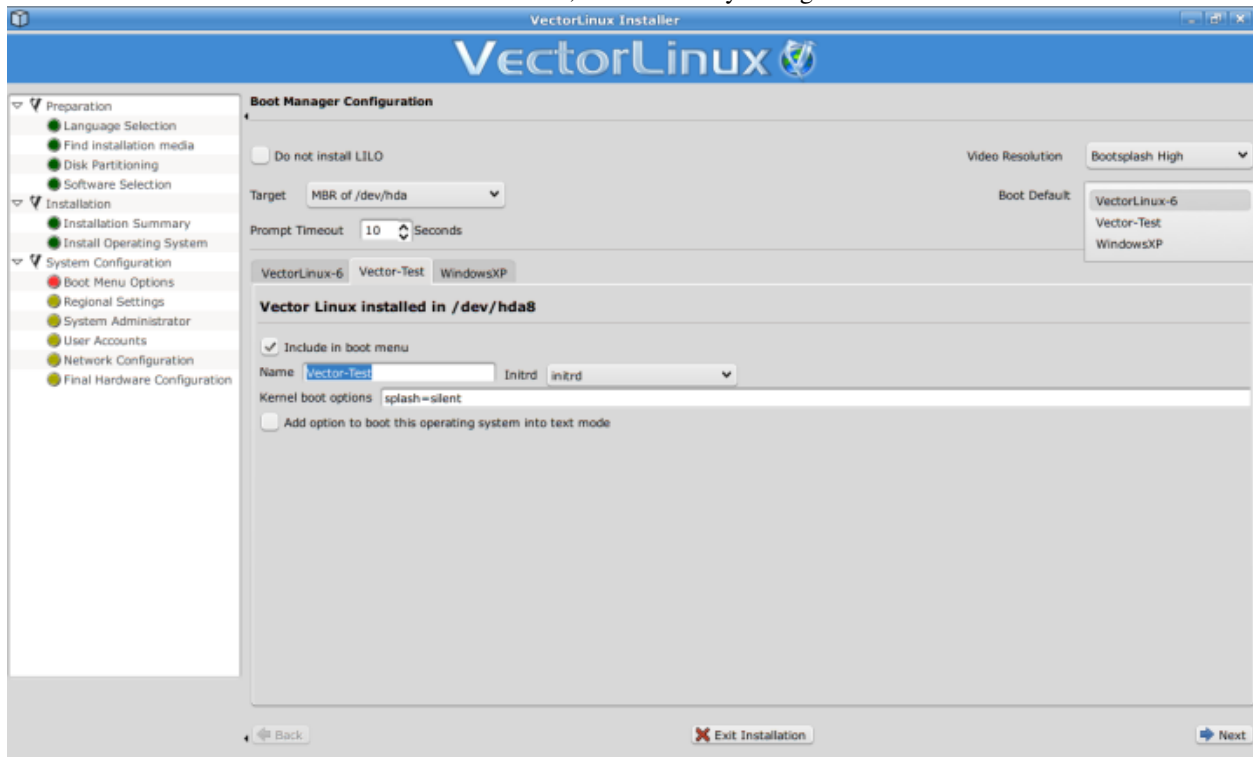 VectorLinux Installer
VectorLinux
Preparation
Language Selection
Find installation media
Disk Partitioning
Software Selection
Installation
Installation Summary
Install Operating System
System Configuration
Boot Menu Options
Regional Settings
System Administrator
User Accounts
Network Configuration
Final Hardware Configuration
Boot Manager Configuration
Do not install LILO
Video Resolution Bootsplash High
Target MBR of /dev/hda
Boot Default
VectorLinux-6
Vector-Test
WindowsXP
Prompt Timeout 10 Seconds
VectorLinux-6 Vector-Test WindowsXP
Vector Linux installed in /dev/hda8
Include in boot menu
Name Vector-Test Initrd initrd
Kernel boot options splash=silent
Add option to boot this operating system into text mode
Back Exit Installation Next